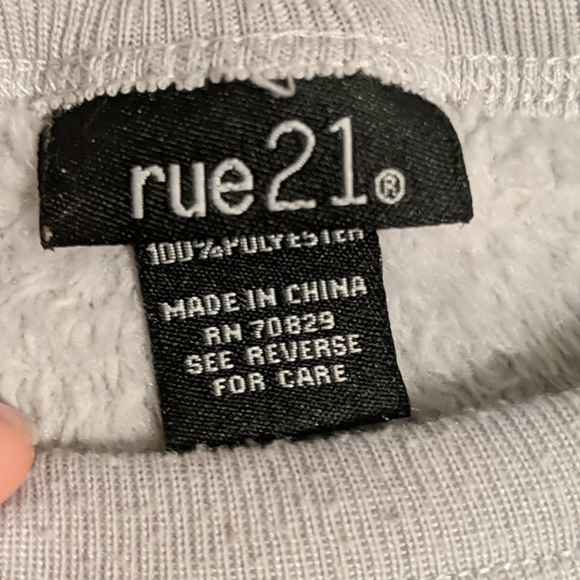 rue21®
100% POLYESTER
MADE IN CHINA
RN 70829
SEE REVERSE
FOR CARE